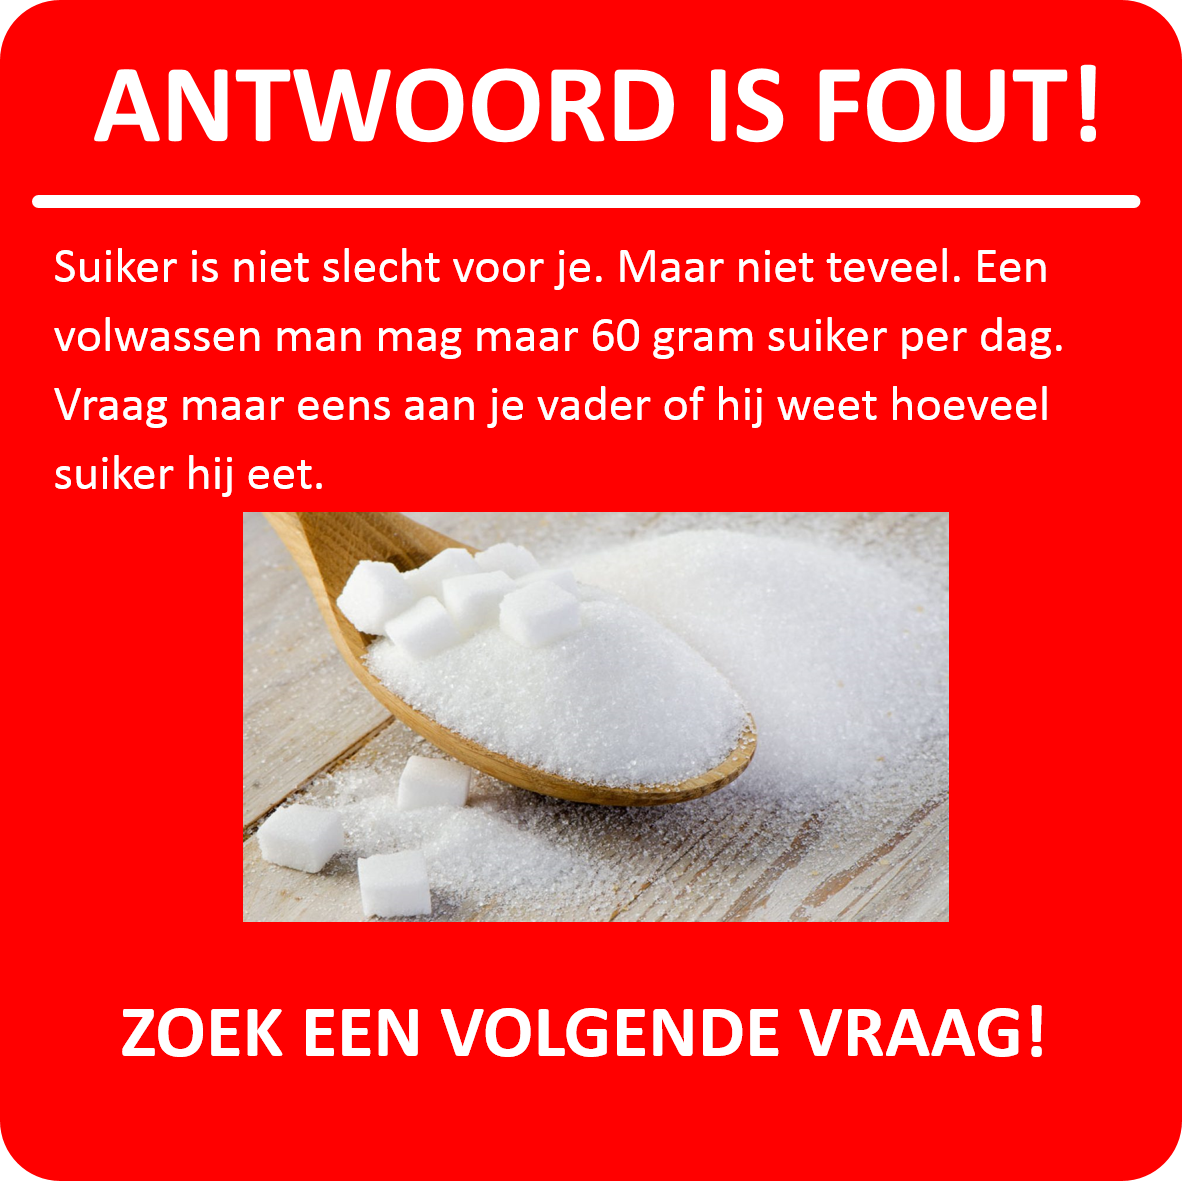 ANTWOORD IS FOUT!
Suiker is niet slecht voor je. Maar niet teveel. Een
volwassen man mag maar 60 gram suiker per dag.
Vraag maar eens aan je vader of hij weet hoeveel
suiker hij eet.
ZOEK EEN VOLGENDE VRAAG!